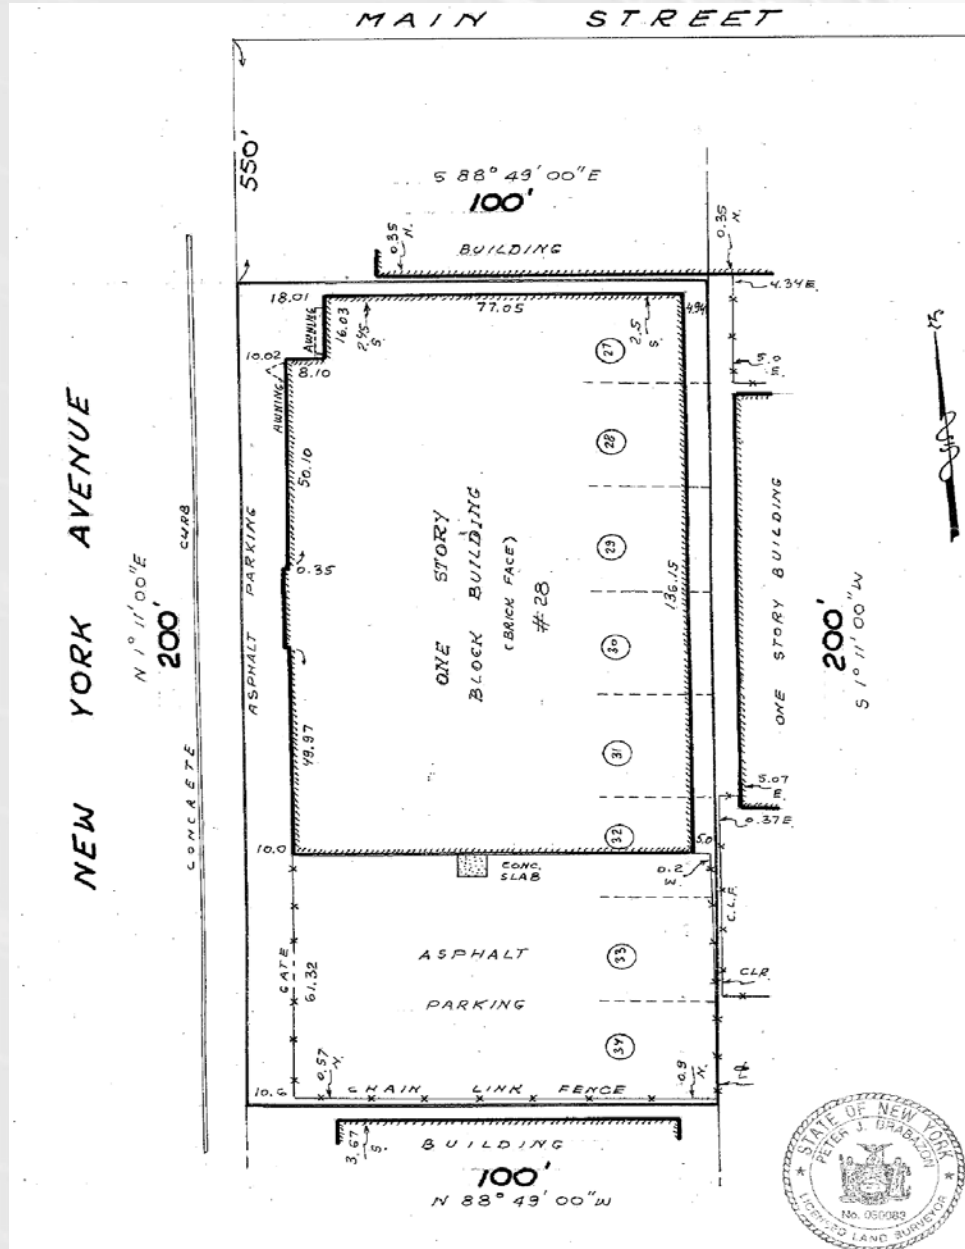 MAIN STREET
550'
S 88° 49' 00" E
100'
0.35 N.
BUILDING
0.35 N.
4.34 E.
18.01
77.05
4.94
AWNING
16.03
2.45 S.
2.5 S.
10.02
8.10
27
5.0 E.
AWNING
28
50.10
NEW YORK AVENUE
CURB
ASPHALT PARKING
N 1° 11' 00" E
200'
0.35
ONE STORY
BLOCK BUILDING
(BRICK FACE)
#28
29
136.15
ONE STORY BUILDING
200'
S 1° 11' 00" W
30
49.97
31
CONCRETE
5.07 E.
0.37 E.
32
10.0
5.0
CONC.
SLAB
0.2 W.
C.L.F.
GATE
61.32
ASPHALT
PARKING
33
CLR.
34
0.57 N.
0.9 N.
10.6
CHAIN LINK FENCE
3.67 S.
BUILDING
100'
N 88° 49' 00" W
STATE OF NEW YORK
PETER J. BRABAZON
No. 050083
LICENSED LAND SURVEYOR